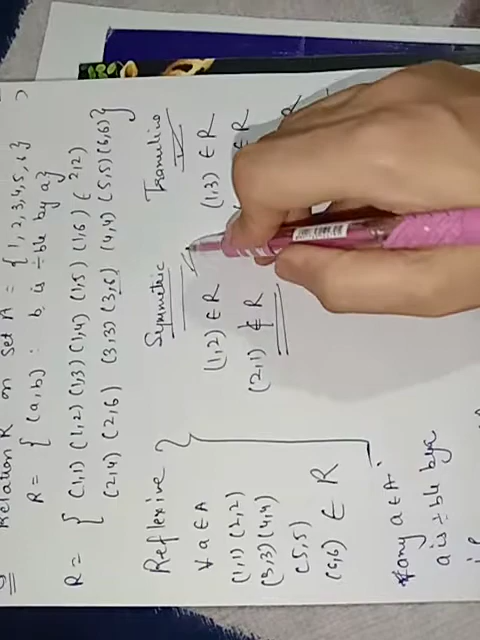 Relation R on set A = {1, 2, 3, 4, 5, 6}
R = { (a,b) : b is ÷ble by a}
R = { (1,1) (1,2) (1,3) (1,4) (1,5) (1,6) (2,2)
(2,4) (2,6) (3,3) (3,6) (4,4) (5,5) (6,6)}
Reflexive
∀ a ∈ A
(1,1) (2,2)
(3,3) (4,4)
(5,5)
(6,6) ∈ R
any a ∈ A
a is ÷ble by a
Symmetric
(1,2) ∈ R
(2,1) ∉ R
Transitive
(1,3) ∈ R
∈ R
R